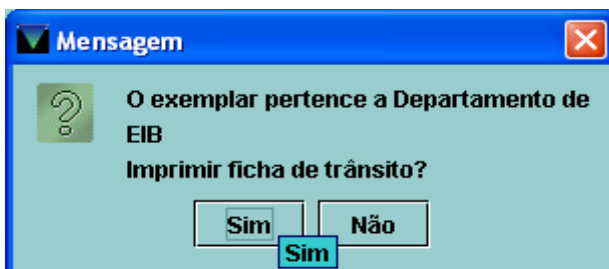 Mensagem
O exemplar pertence a Departamento de
EIB
Imprimir ficha de trânsito?
Sim Não
Sim